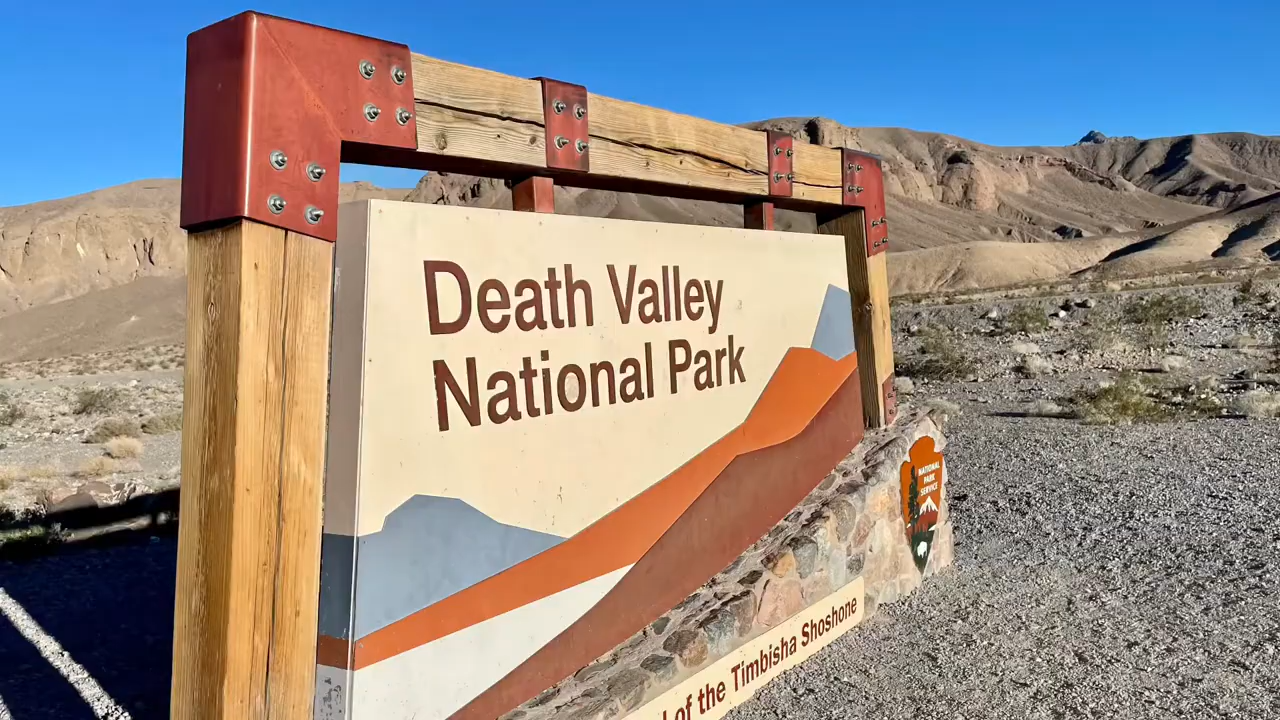 Death Valley
National Park
NATIONAL
PARK
SERVICE
of the Timbisha Shoshone